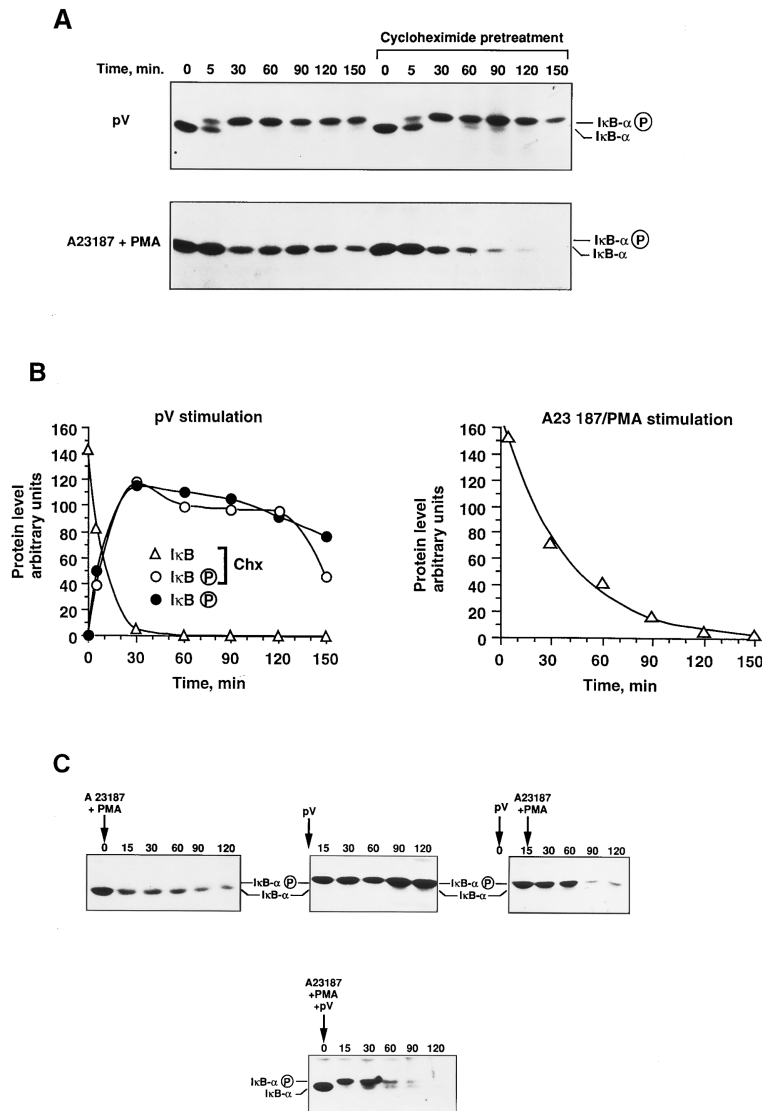 A
Cycloheximide pretreatment
Time, min. 0 5 30 60 90 120 150 0 5 30 60 90 120 150
pV
IκB-α P
IκB-α
A23187 + PMA
IκB-α P
IκB-α
B
pV stimulation
Protein level
arbitrary units
160
140
120
100
80
60
40
20
0
IκB
IκB P
Chx
IκB P
0 30 60 90 120 150
Time, min
A23 187/PMA stimulation
Protein level
arbitrary units
160
140
120
100
80
60
40
20
0
0 30 60 90 120 150
Time, min
C
A 23187
+ PMA
0 15 30 60 90 120
IκB-α P
IκB-α
pV
15 30 60 90 120
IκB-α P
IκB-α
pV
A23187
+PMA
0 15 30 60 90 120
A23187
+PMA
+pV
0 15 30 60 90 120
IκB-α P
IκB-α